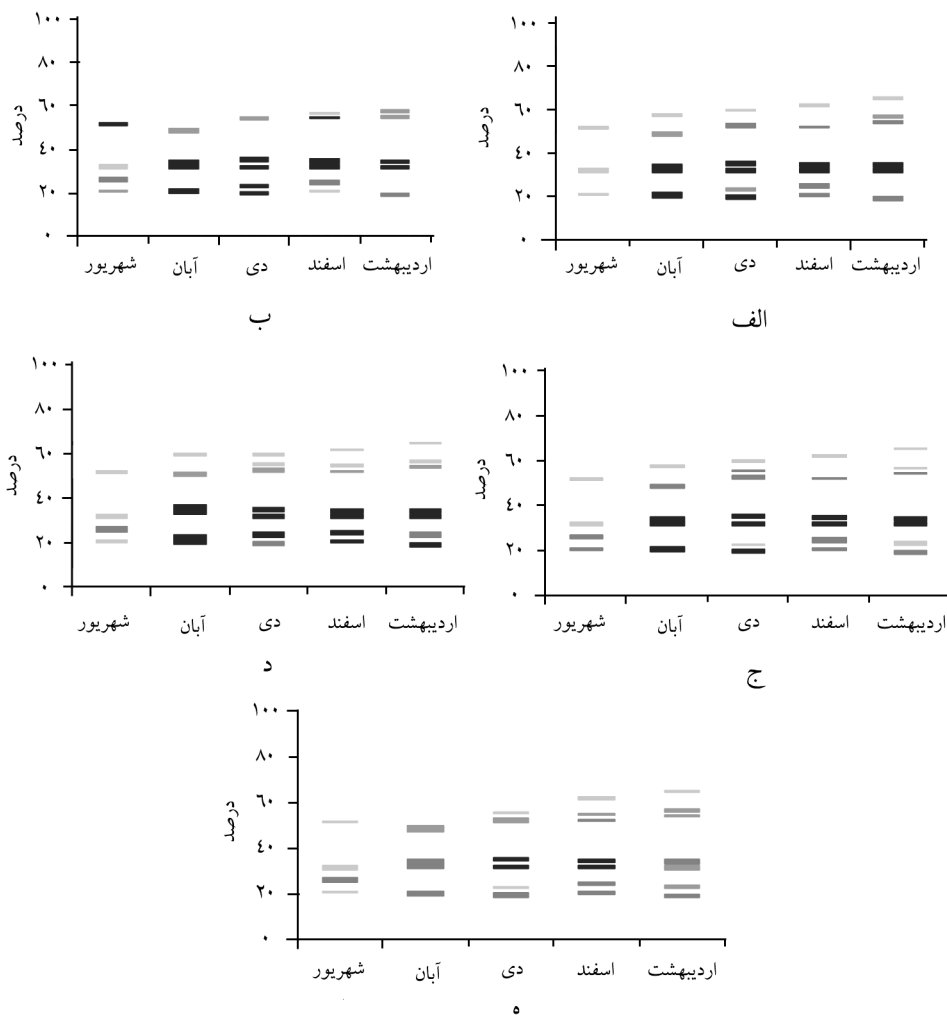 ۱۰۰
۸۰
۶۰
۴۰
۲۰
۰
درصد
شهریور آبان دی اسفند اردیبهشت
الف
۱۰۰
۸۰
۶۰
۴۰
۲۰
۰
درصد
شهریور آبان دی اسفند اردیبهشت
ب
۱۰۰
۸۰
۶۰
۴۰
۲۰
۰
درصد
شهریور آبان دی اسفند اردیبهشت
ج
۱۰۰
۸۰
۶۰
۴۰
۲۰
۰
درصد
شهریور آبان دی اسفند اردیبهشت
د
۱۰۰
۸۰
۶۰
۴۰
۲۰
۰
درصد
شهریور آبان دی اسفند اردیبهشت
ه